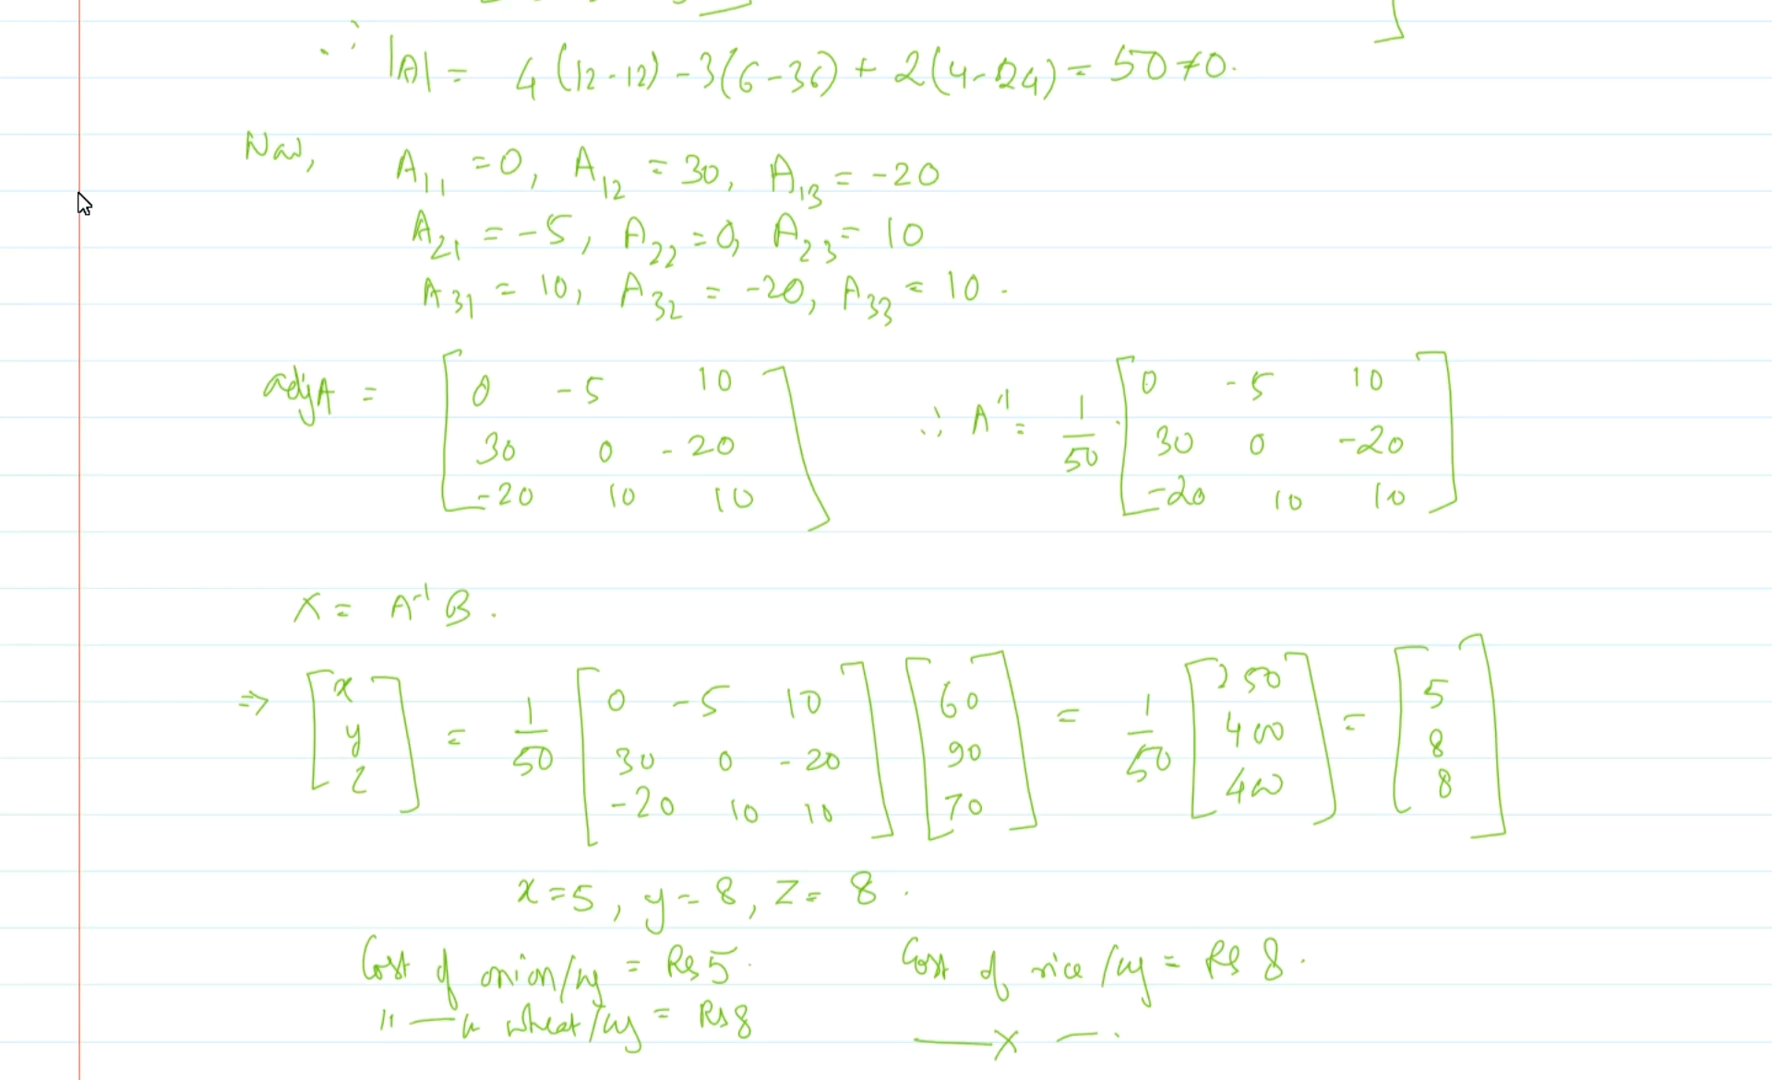 ∴ |A| = 4(12-12) -3(6-36) + 2(4-24) = 50≠0.
Now, A₁₁ = 0, A₁₂ = 30, A₁₃ = -20
A₂₁ = -5, A₂₂ = 0, A₂₃ = 10
A₃₁ = 10, A₃₂ = -20, A₃₃ = 10.
adjA = [0 -5 10 ∴ A⁻¹ = 1/50 . [0 -5 10
30 0 -20 30 0 -20
-20 10 10] -20 10 10]
X = A⁻¹ B.
⇒ [x y z] = 1/50 [0 -5 10 [60 = 1/50 [250 = [5
30 0 -20 90 400 8
-20 10 10] 70] 400] 8]
x = 5, y = 8, z = 8.
Cost of onion/kg = Rs 5. Cost of rice/kg = Rs 8.
" — " wheat/kg = Rs 8 — x —.